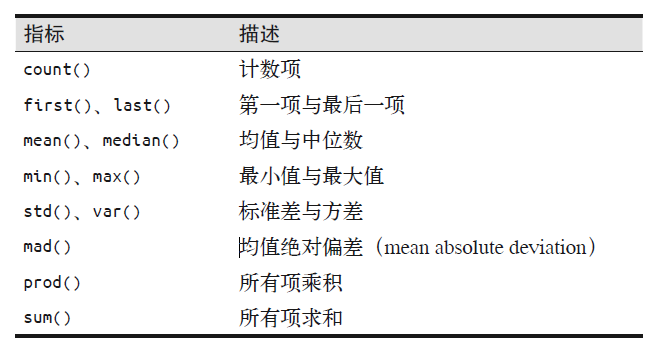 指标 描述
count() 计数项
first()、last() 第一项与最后一项
mean()、median() 均值与中位数
min()、max() 最小值与最大值
std()、var() 标准差与方差
mad() 均值绝对偏差（mean absolute deviation）
prod() 所有项乘积
sum() 所有项求和